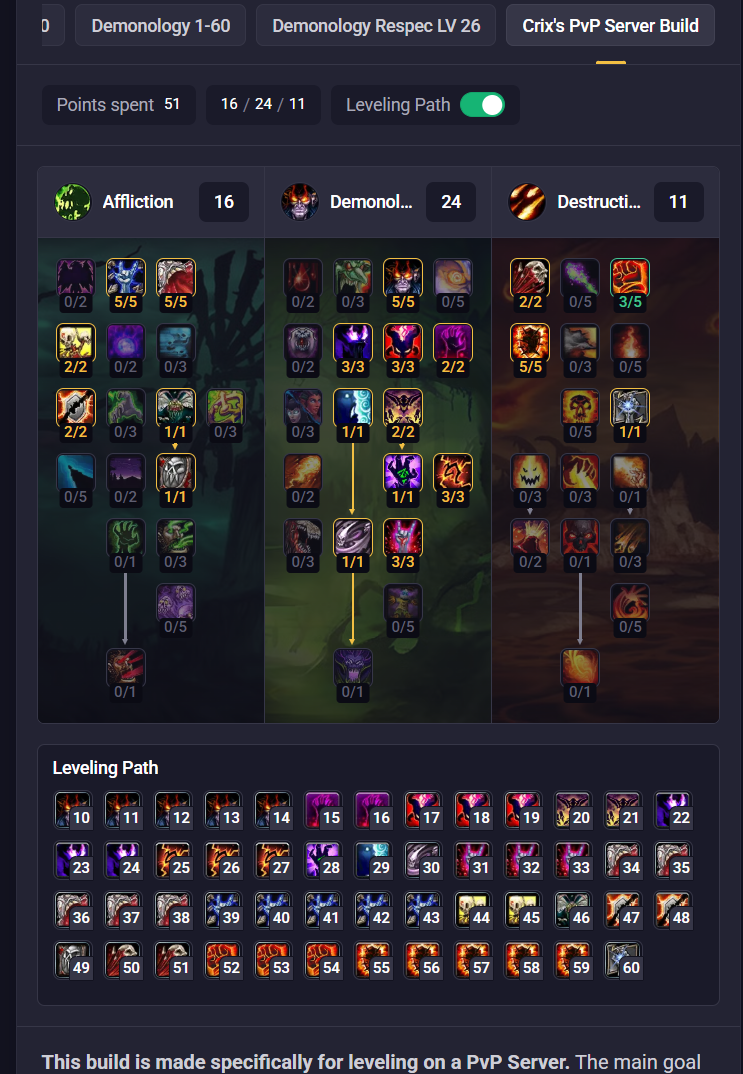 0 Demonology 1-60 Demonology Respec LV 26 Crix's PvP Server Build
Points spent 51 16 / 24 / 11 Leveling Path
Affliction 16 Demonol... 24 Destructi... 11
0/2 5/5 5/5 0/2 0/3 5/5 0/5 2/2 0/5 3/5
2/2 0/2 0/3 0/2 3/3 3/3 2/2 5/5 0/3 0/5
2/2 0/3 1/1 0/3 0/3 1/1 2/2 0/5 1/1
0/5 0/2 1/1 0/2 1/1 3/3 0/3 0/3 0/1
0/1 0/3 0/3 1/1 3/3 0/2 0/1 0/3
0/5 0/5 0/5
0/1 0/1 0/1
Leveling Path
10 11 12 13 14 15 16 17 18 19 20 21 22
23 24 25 26 27 28 29 30 31 32 33 34 35
36 37 38 39 40 41 42 43 44 45 46 47 48
49 50 51 52 53 54 55 56 57 58 59 60
This build is made specifically for leveling on a PvP Server. The main goal